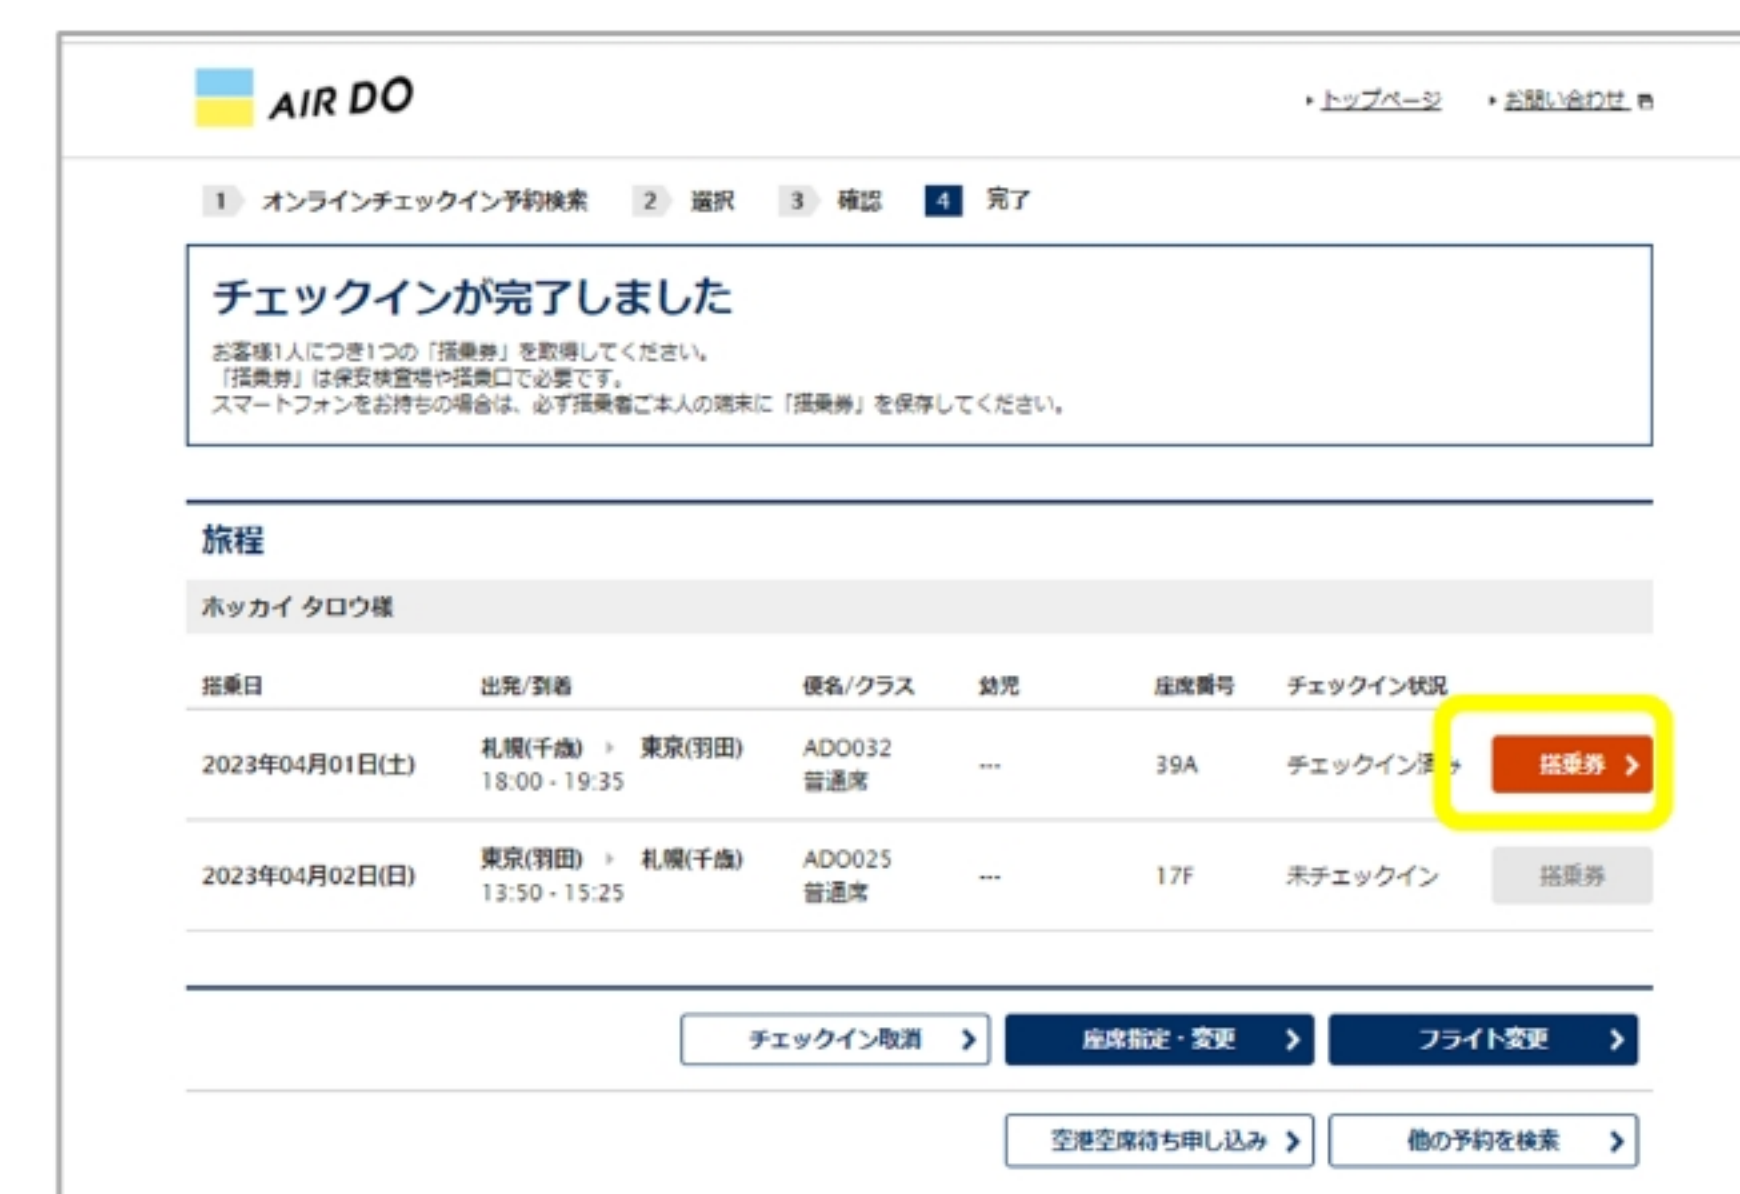 AIR DO
トップページ お問い合わせ
1 オンラインチェックイン予約検索 2 選択 3 確認 4 完了
チェックインが完了しました
お客様1人につき1つの「搭乗券」を取得してください。
「搭乗券」は保安検査場や搭乗口で必要です。
スマートフォンをお持ちの場合は、必ず搭乗者ご本人の端末に「搭乗券」を保存してください。
旅程
ホッカイ タロウ様
搭乗日 出発/到着 便名/クラス 幼児 座席番号 チェックイン状況
2023年04月01日(土) 札幌(千歳) 東京(羽田) ADO032 --- 39A チェックイン済み 搭乗券
18:00 - 19:35 普通席
2023年04月02日(日) 東京(羽田) 札幌(千歳) ADO025 --- 17F 未チェックイン 搭乗券
13:50 - 15:25 普通席
チェックイン取消 座席指定・変更 フライト変更
空港空席待ち申し込み 他の予約を検索